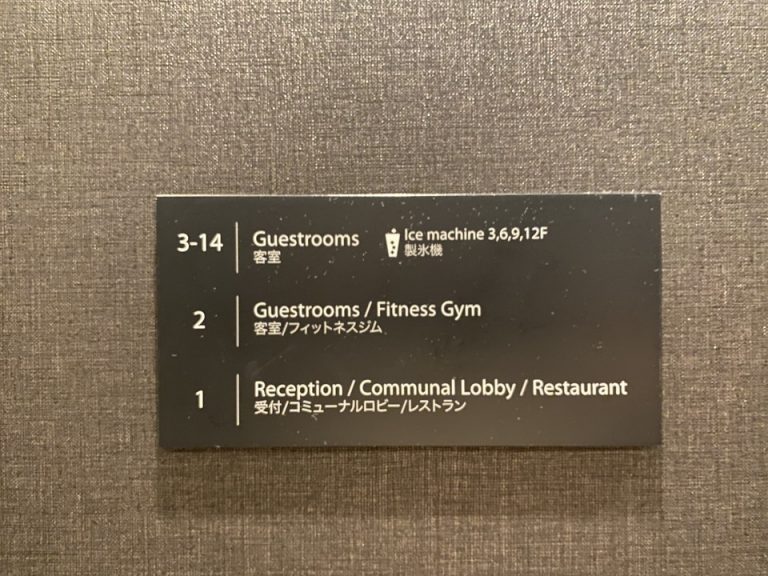 3-14 Guestrooms Ice machine 3,6,9,12F
客室 製氷機
2 Guestrooms / Fitness Gym
客室/フィットネスジム
1 Reception / Communal Lobby / Restaurant
受付/コミューナルロビー/レストラン